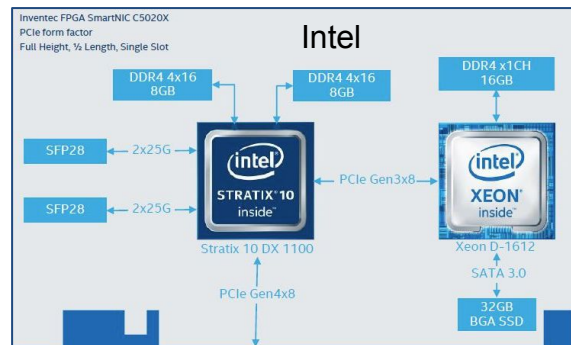 Inventec FPGA SmartNIC C5020X
PCIe form factor
Full Height, ½ Length, Single Slot
Intel
DDR4 4x16
8GB
DDR4 4x16
8GB
DDR4 x1CH
16GB
SFP28
2x25G
intel
STRATIX® 10
inside™
PCIe Gen3x8
intel
XEON®
inside™
SFP28
2x25G
Stratix 10 DX 1100
Xeon D-1612
SATA 3.0
PCIe Gen4x8
32GB
BGA SSD